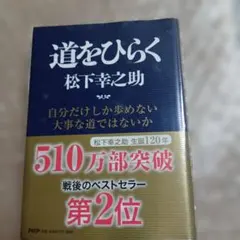 道をひらく
松下幸之助
自分だけしか歩めない
大事な道ではないか
松下幸之助 生誕120年
510万部突破
戦後のベストセラー
第2位